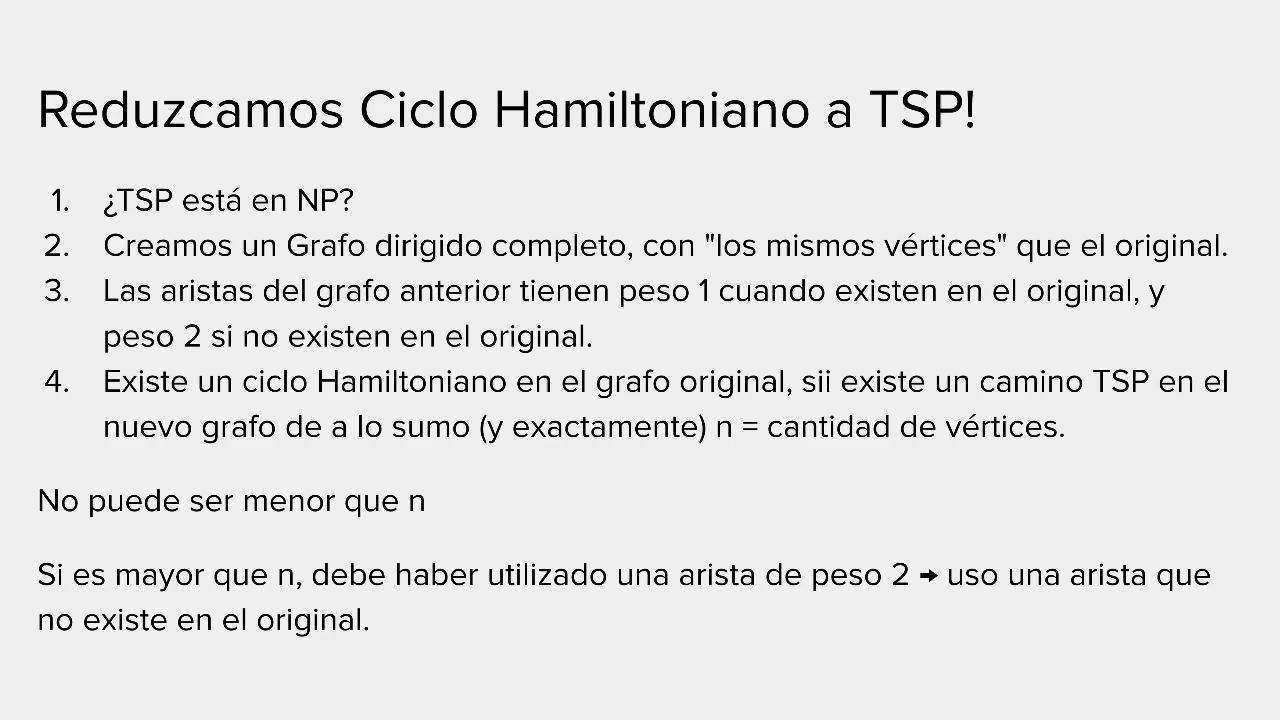 Reduzcamos Ciclo Hamiltoniano a TSP!
1. ¿TSP está en NP?
2. Creamos un Grafo dirigido completo, con "los mismos vértices" que el original.
3. Las aristas del grafo anterior tienen peso 1 cuando existen en el original, y
peso 2 si no existen en el original.
4. Existe un ciclo Hamiltoniano en el grafo original, sii existe un camino TSP en el
nuevo grafo de a lo sumo (y exactamente) n = cantidad de vértices.
No puede ser menor que n
Si es mayor que n, debe haber utilizado una arista de peso 2 → uso una arista que
no existe en el original.